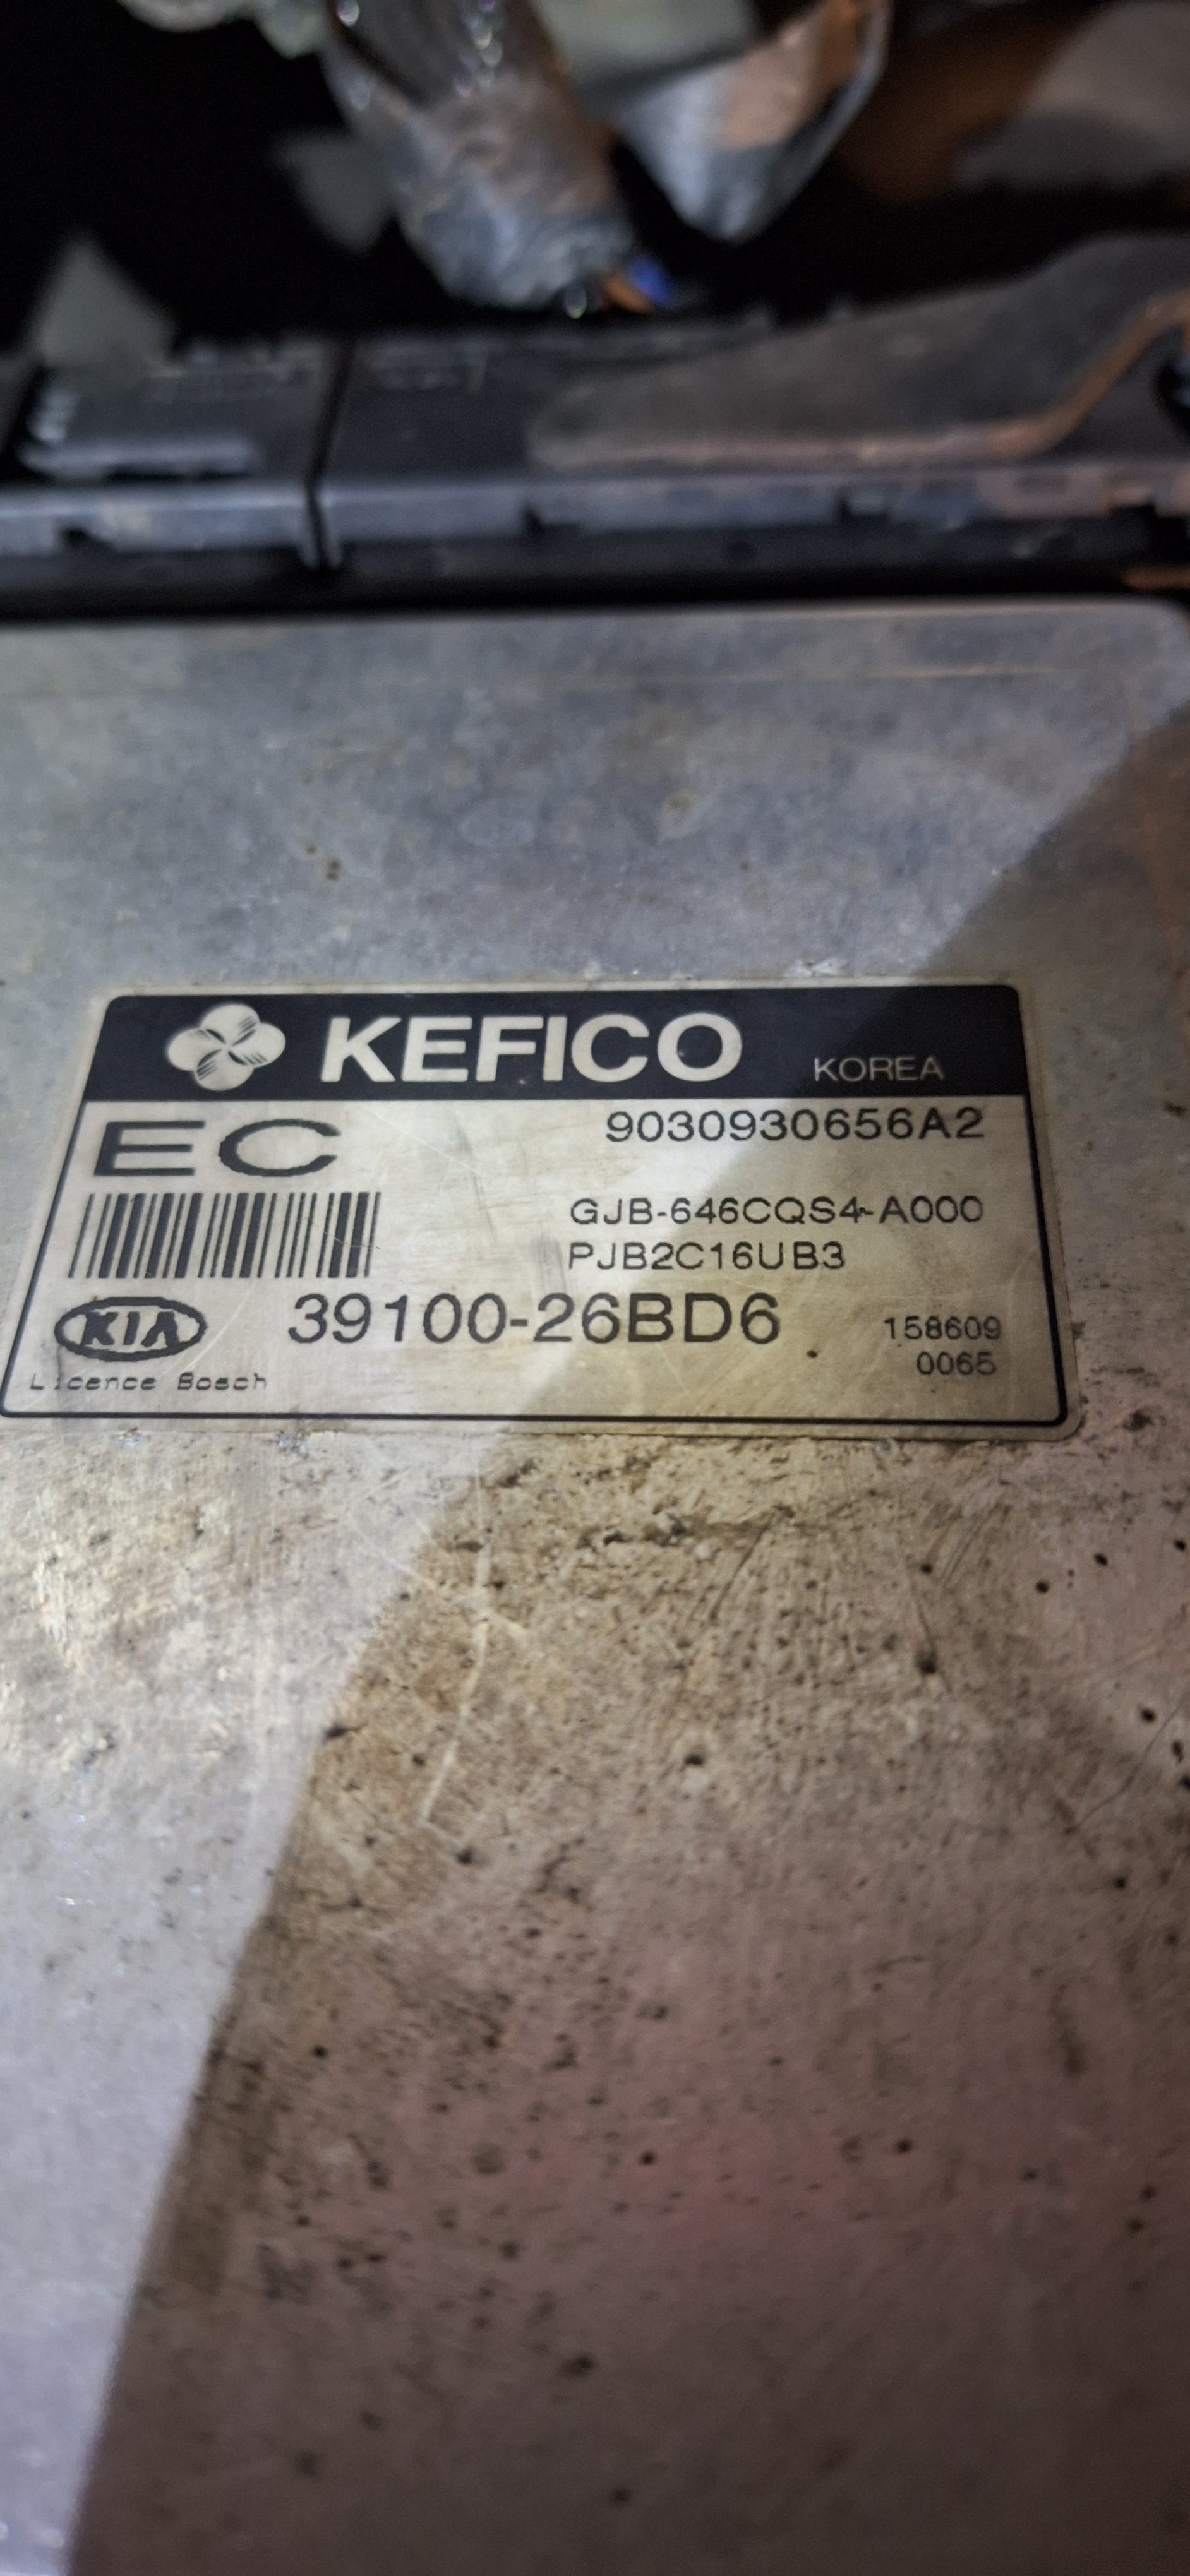 KEFICO KOREA
EC 9030930656A2
GJB-646CQS4-A000
PJB2C16UB3
KIA 39100-26BD6 158609
0065
Licence Bosch